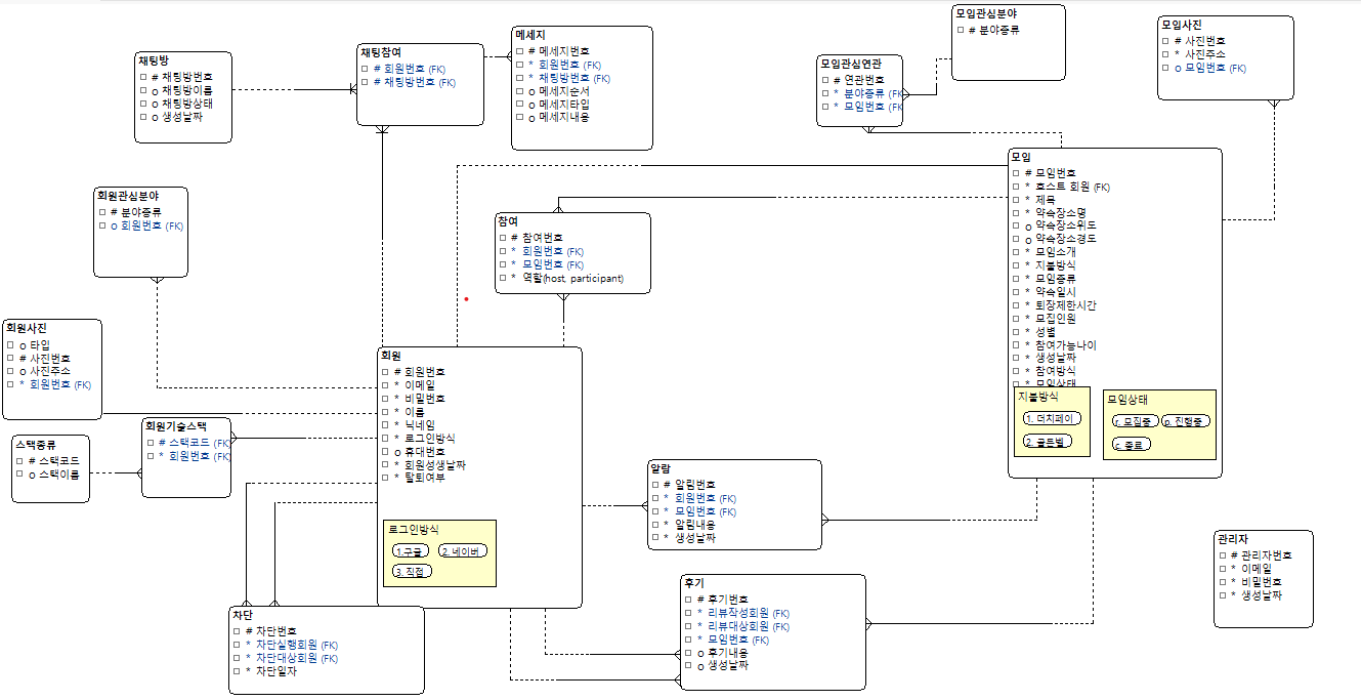 채팅방
# 채팅방번호
o 채팅방이름
o 채팅방상태
o 생성날짜
채팅참여
# 회원번호 (FK)
# 채팅방번호 (FK)
메세지
# 메세지번호
* 회원번호 (FK)
* 채팅방번호 (FK)
o 메세지순서
o 메세지타입
o 메세지내용
모임관심분야
# 분야종류
모임관심연관
# 연관번호
* 분야종류 (FK
* 모임번호 (FK
모임사진
# 사진번호
* 사진주소
o 모임번호 (FK)
모임
# 모임번호
* 호스트 회원 (FK)
* 제목
* 약속장소명
o 약속장소위도
o 약속장소경도
* 모임소개
* 지불방식
* 모임종류
* 약속일시
* 퇴장제한시간
* 모집인원
* 성별
* 참여가능나이
* 생성날짜
* 참여방식
* 모임상태
지불방식
1. 더치페이
2. 골든벨
모임상태
r. 모집중
p. 진행중
c. 종료
회원관심분야
# 분야종류
o 회원번호 (FK)
참여
# 참여번호
* 회원번호 (FK)
* 모임번호 (FK)
* 역할(host, participant)
회원사진
o 타입
# 사진번호
o 사진주소
* 회원번호 (FK)
회원
# 회원번호
* 이메일
* 비밀번호
* 이름
* 닉네임
* 로그인방식
o 휴대번호
* 회원성생날짜
* 탈퇴여부
로그인방식
1.구글
2. 네이버
3. 직접
회원기술스택
# 스택코드 (FK
* 회원번호 (FK
스택종류
# 스택코드
o 스택이름
알람
# 알림번호
* 회원번호 (FK)
* 모임번호 (FK)
* 알림내용
* 생성날짜
관리자
# 관리자번호
* 이메일
* 비밀번호
* 생성날짜
후기
# 후기번호
* 리뷰작성회원 (FK)
* 리뷰대상회원 (FK)
* 모임번호 (FK)
o 후기내용
o 생성날짜
차단
# 차단번호
* 차단실행회원 (FK)
* 차단대상회원 (FK)
* 차단일자